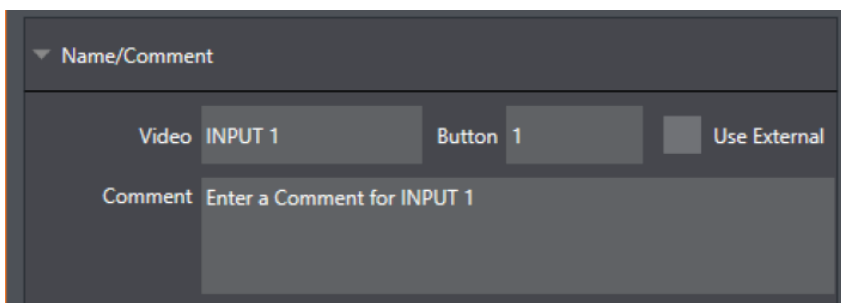 Name/Comment
Video INPUT 1 Button 1 Use External
Comment Enter a Comment for INPUT 1